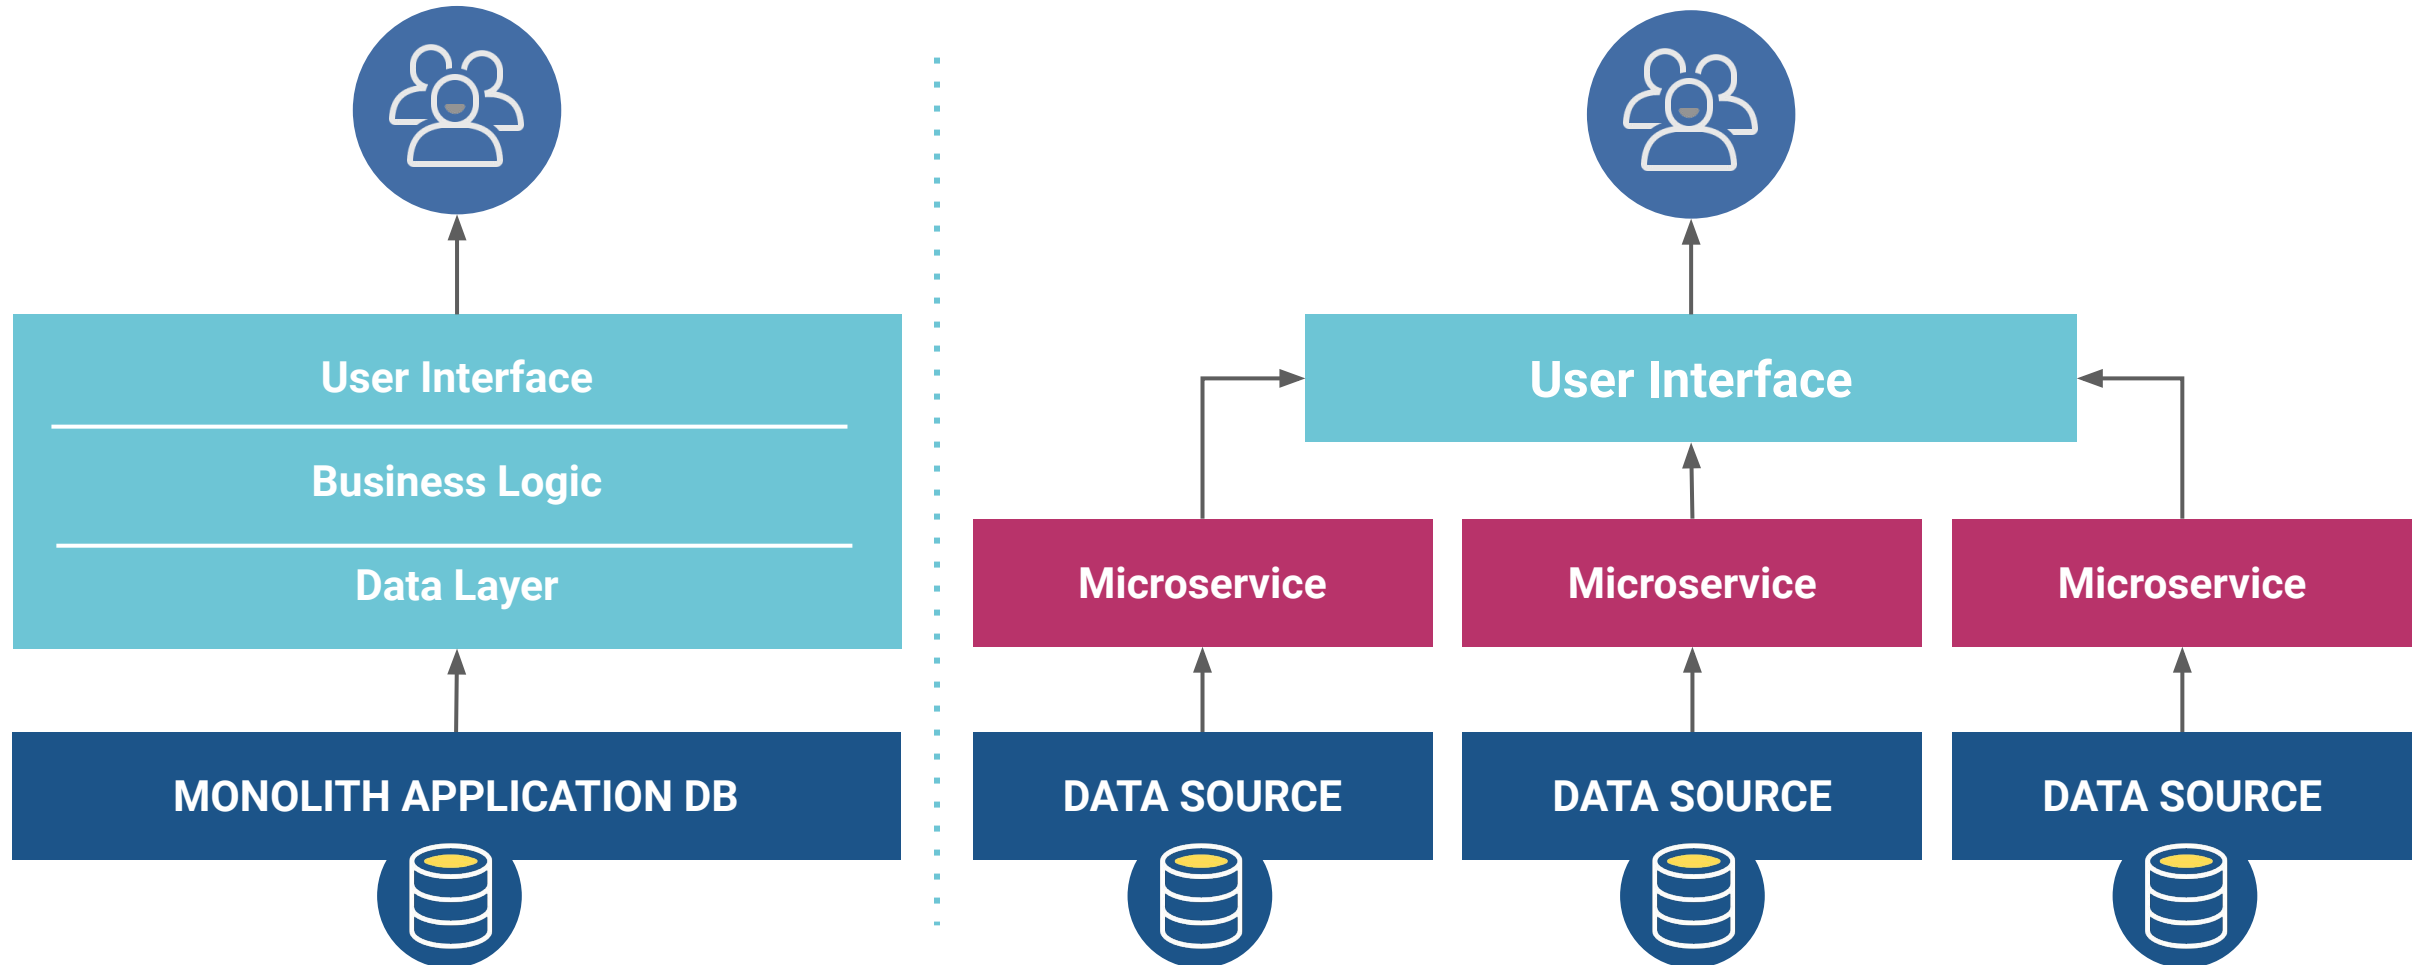 User Interface
Business Logic
Data Layer
MONOLITH APPLICATION DB
User Interface
Microservice
Microservice
Microservice
DATA SOURCE
DATA SOURCE
DATA SOURCE